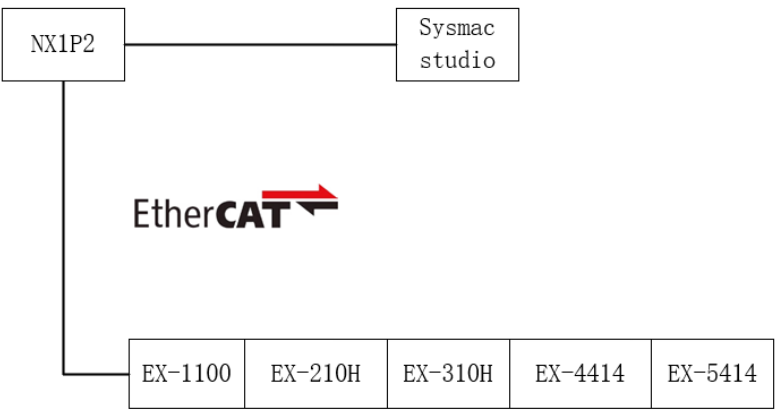 NX1P2
Sysmac
studio
EtherCAT
EX-1100
EX-210H
EX-310H
EX-4414
EX-5414